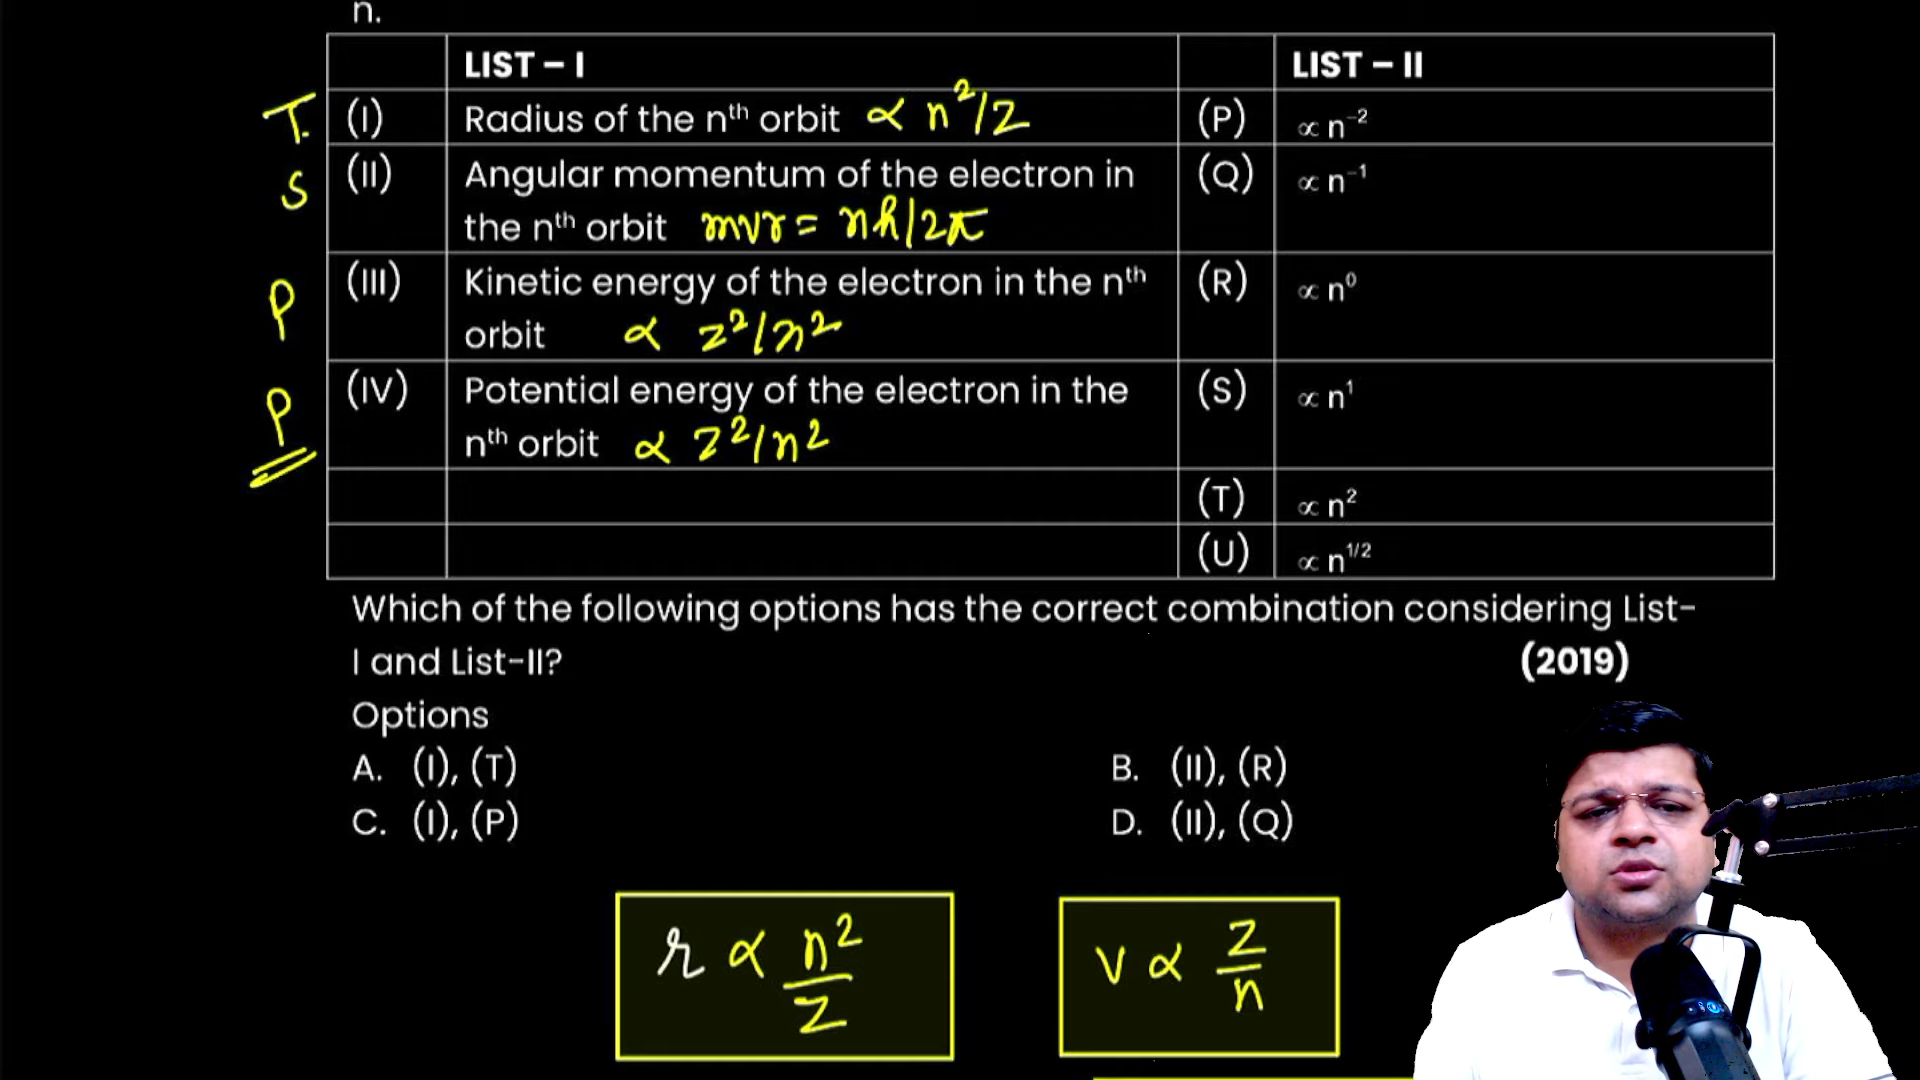 n.
LIST – I LIST – II
T. (I) Radius of the nth orbit ∝ n²/Z (P) ∝ n⁻²
S (II) Angular momentum of the electron in (Q) ∝ n⁻¹
the nth orbit mvr = nh/2π
P (III) Kinetic energy of the electron in the nth (R) ∝ n⁰
orbit ∝ z²/n²
P (IV) Potential energy of the electron in the (S) ∝ n¹
nth orbit ∝ z²/n²
(T) ∝ n²
(U) ∝ n^1/2
Which of the following options has the correct combination considering List-
I and List-II? (2019)
Options
A. (I), (T) B. (II), (R)
C. (I), (P) D. (II), (Q)
r ∝ n²/Z v ∝ Z/n